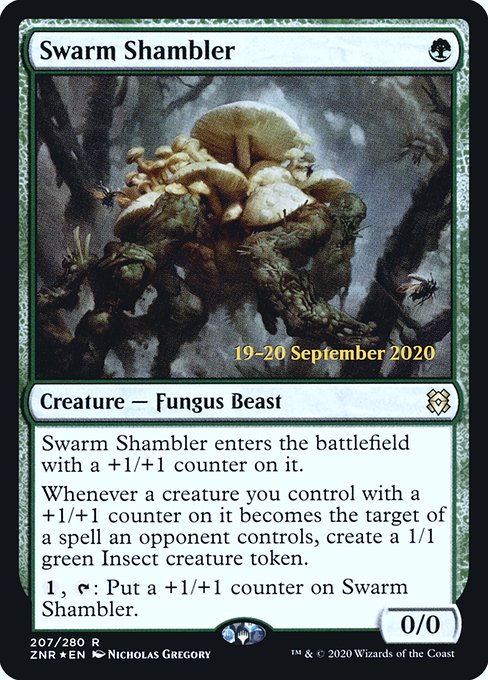 Swarm Shambler
19–20 September 2020
Creature — Fungus Beast
Swarm Shambler enters the battlefield
with a +1/+1 counter on it.
Whenever a creature you control with a
+1/+1 counter on it becomes the target of
a spell an opponent controls, create a 1/1
green Insect creature token.
1, : Put a +1/+1 counter on Swarm
Shambler.
0/0
207/280 R
ZNR ★ EN Nicholas Gregory
™ & © 2020 Wizards of the Coast